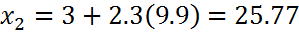 x₂ = 3 + 2.3(9.9) = 25.77